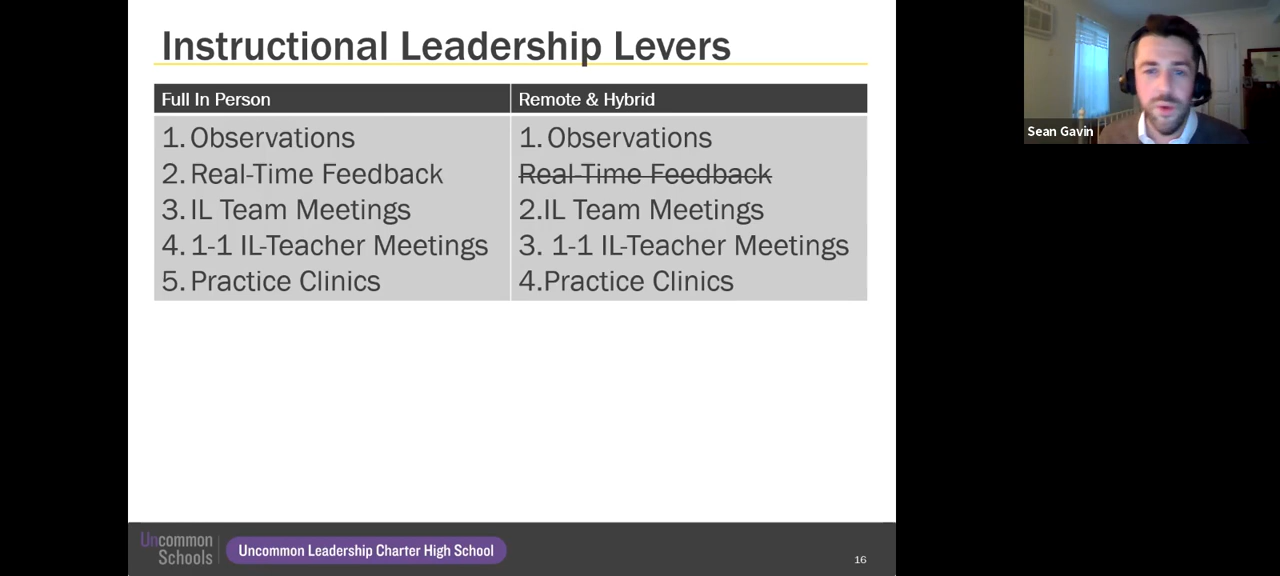 Instructional Leadership Levers
Full In Person
Remote & Hybrid
1. Observations
2. Real-Time Feedback
3. IL Team Meetings
4. 1-1 IL-Teacher Meetings
5. Practice Clinics
1. Observations
Real-Time Feedback
2.IL Team Meetings
3. 1-1 IL-Teacher Meetings
4.Practice Clinics
Sean Gavin
Uncommon
Schools
Uncommon Leadership Charter High School
16